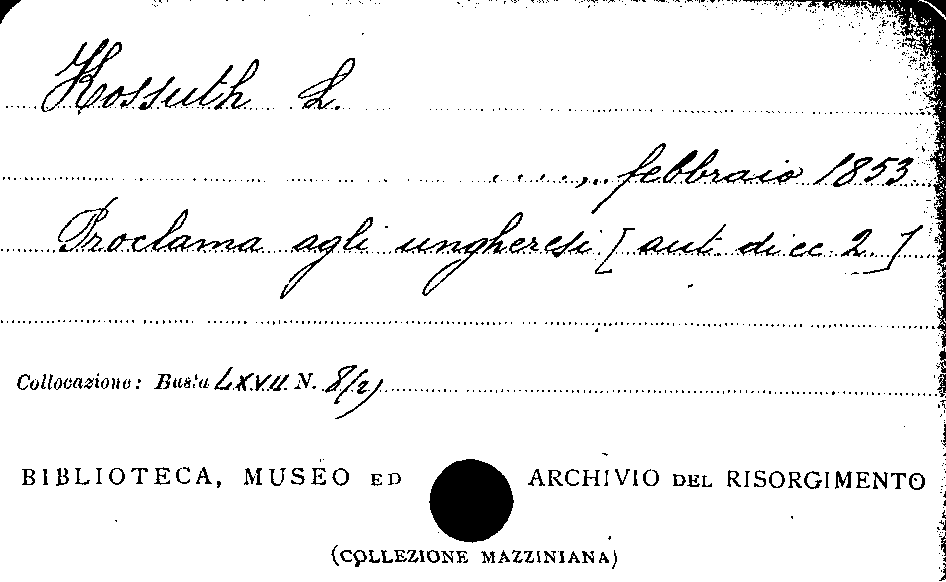 Kossuth L.
...., febbraio 1853
Proclama agli ungheresi [aut. di cc. 2.]
Collocazione: Busta LXVII N. 8/2)
BIBLIOTECA, MUSEO ED ARCHIVIO DEL RISORGIMENTO
(COLLEZIONE MAZZINIANA)